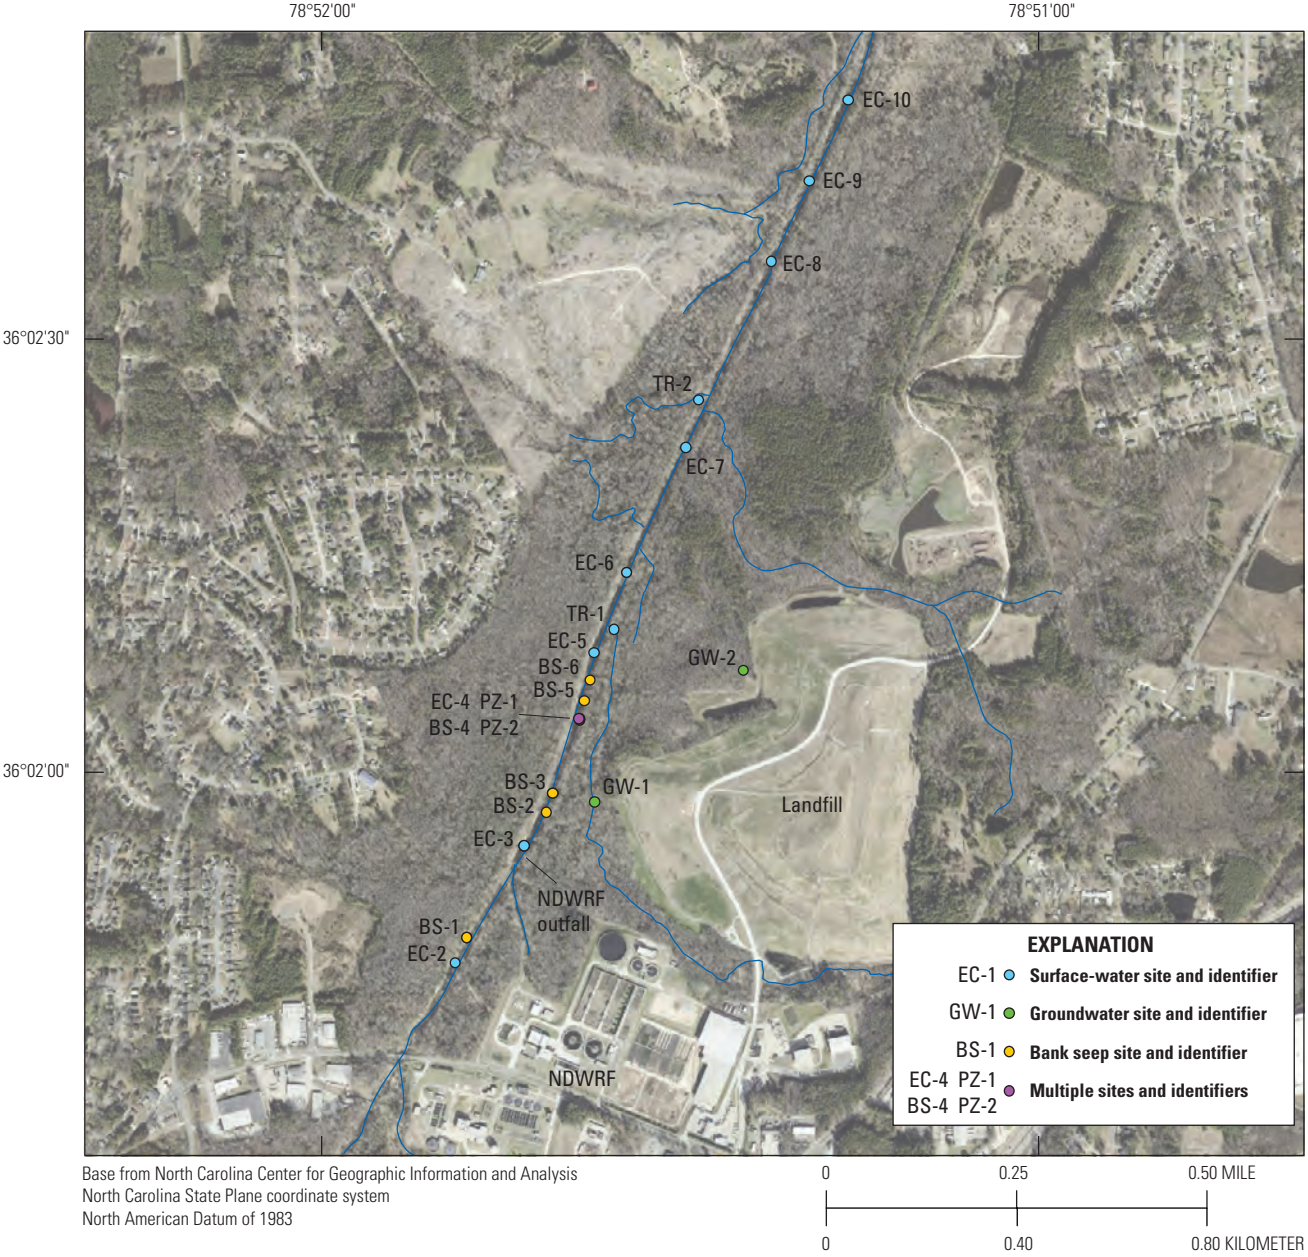 78°52'00"
78°51'00"
EC-10
EC-9
EC-8
36°02'30"
TR-2
EC-7
EC-6
TR-1
EC-5
BS-6
GW-2
BS-5
EC-4 PZ-1
BS-4 PZ-2
36°02'00"
BS-3
GW-1
BS-2
Landfill
EC-3
NDWRF
outfall
BS-1
EC-2
NDWRF
EXPLANATION
EC-1 Surface-water site and identifier
GW-1 Groundwater site and identifier
BS-1 Bank seep site and identifier
EC-4 PZ-1
BS-4 PZ-2
Multiple sites and identifiers
Base from North Carolina Center for Geographic Information and Analysis
North Carolina State Plane coordinate system
North American Datum of 1983
0 0.25 0.50 MILE
0 0.40 0.80 KILOMETER